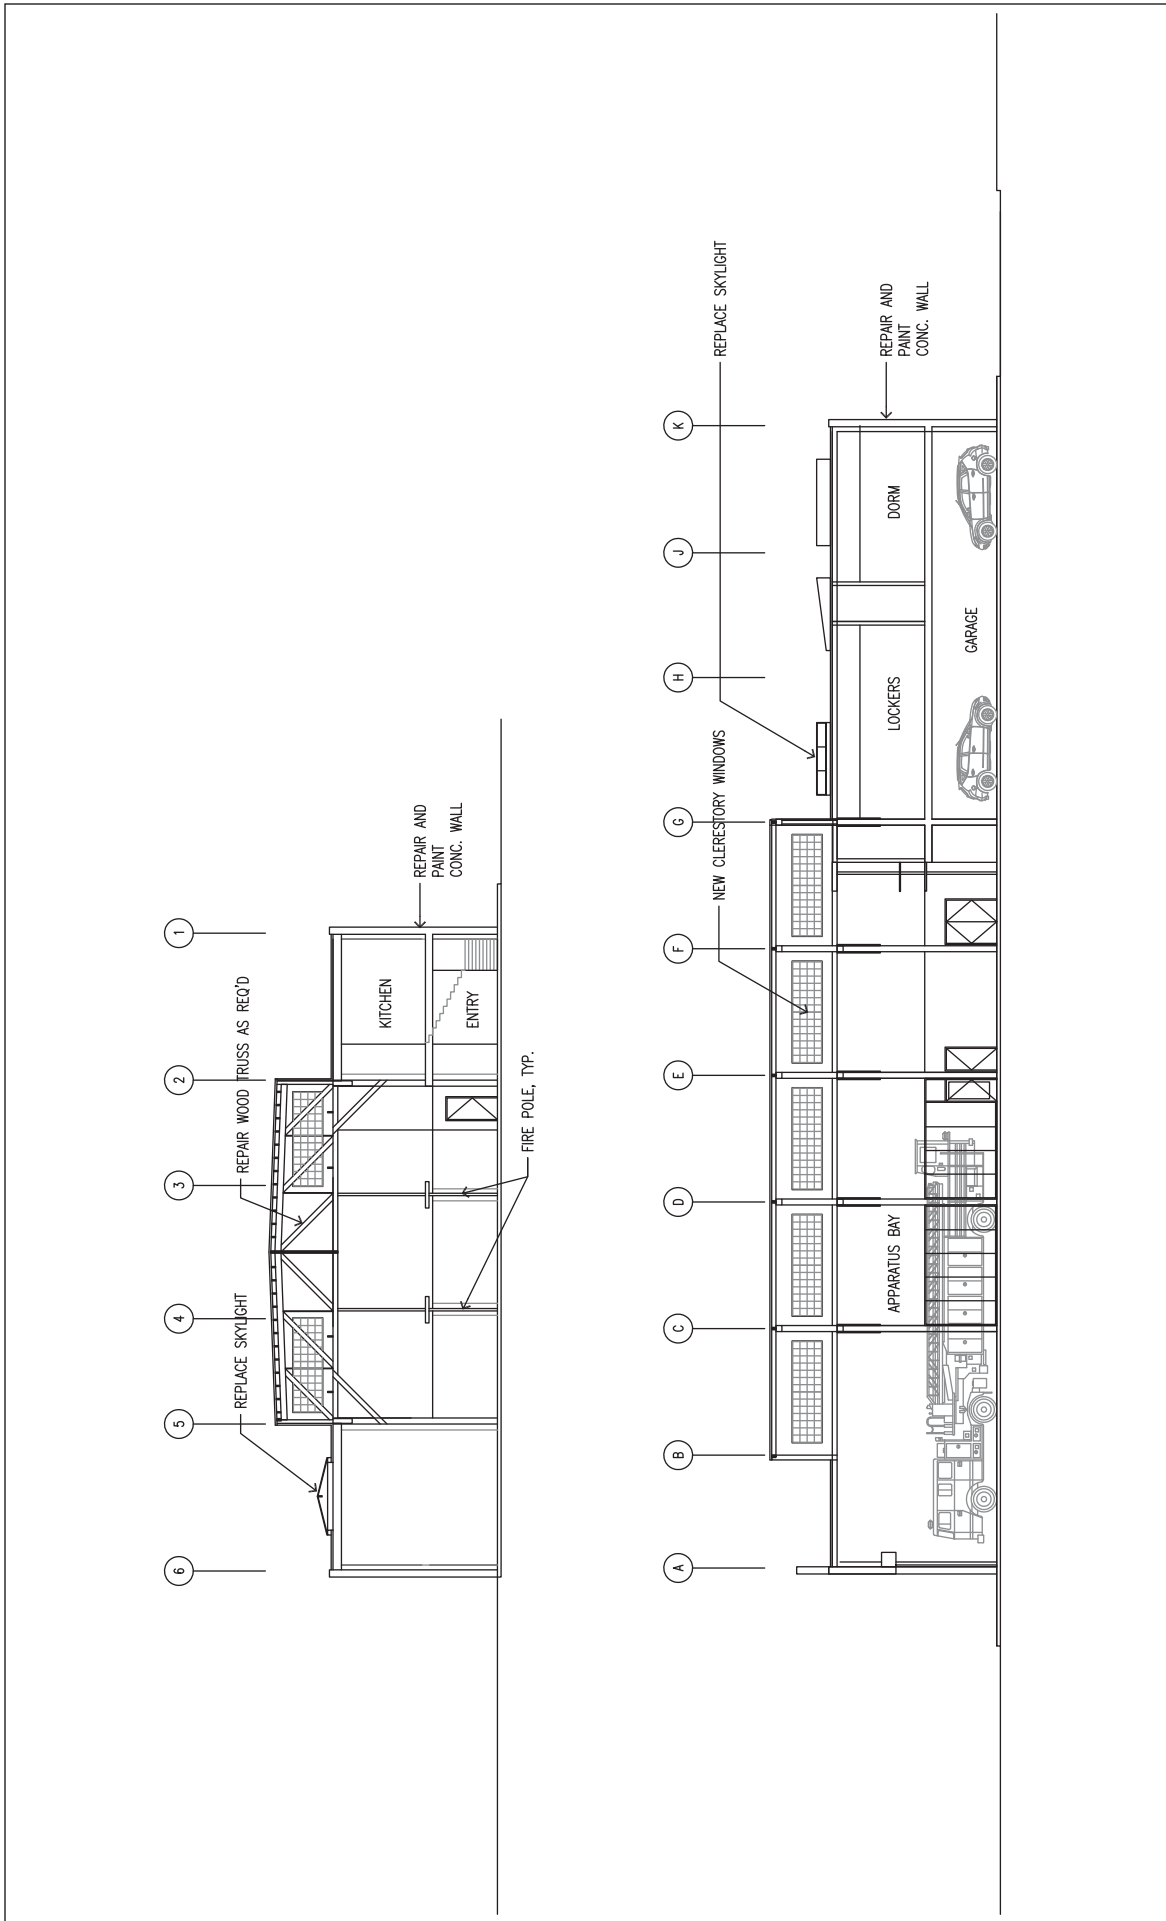 6
5
4
3
2
1
REPLACE SKYLIGHT
REPAIR WOOD TRUSS AS REQ'D
KITCHEN
REPAIR AND
PAINT
CONC. WALL
ENTRY
FIRE POLE, TYP.
A
B
C
D
E
F
G
H
J
K
NEW CLERESTORY WINDOWS
REPLACE SKYLIGHT
APPARATUS BAY
LOCKERS
DORM
REPAIR AND
PAINT
CONC. WALL
GARAGE